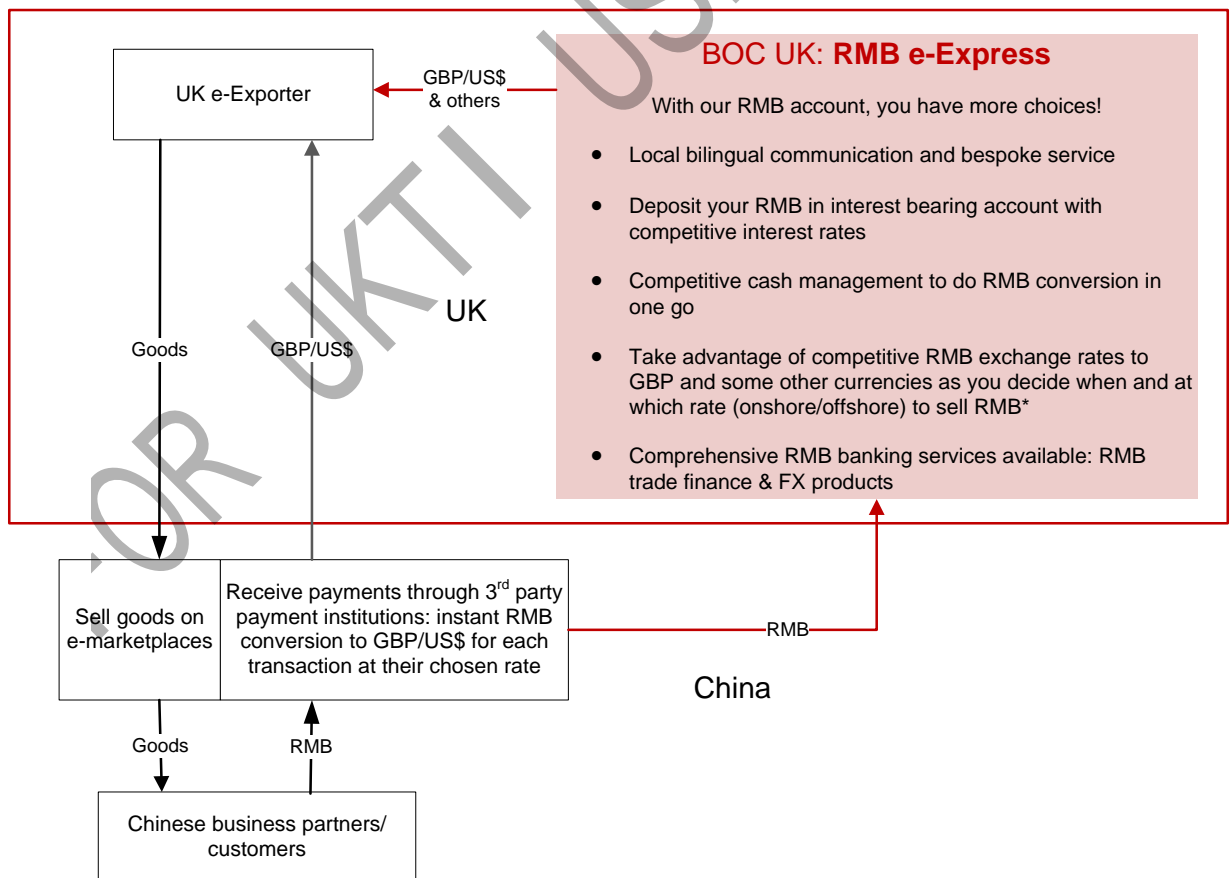 UK e-Exporter
GBP/US$
& others
BOC UK: RMB e-Express
With our RMB account, you have more choices!
• Local bilingual communication and bespoke service
• Deposit your RMB in interest bearing account with
competitive interest rates
• Competitive cash management to do RMB conversion in
one go
• Take advantage of competitive RMB exchange rates to
GBP and some other currencies as you decide when and at
which rate (onshore/offshore) to sell RMB*
• Comprehensive RMB banking services available: RMB
trade finance & FX products
UK
Goods
GBP/US$
Sell goods on
e-marketplaces
Receive payments through 3rd party
payment institutions: instant RMB
conversion to GBP/US$ for each
transaction at their chosen rate
RMB
China
Goods
RMB
Chinese business partners/
customers
FOR UKTI US